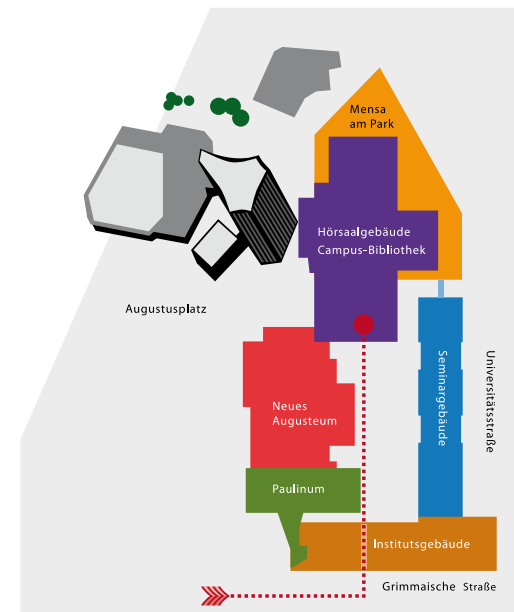 Mensa
am Park
Hörsaalgebäude
Campus-Bibliothek
Augustusplatz
Seminargebäude
Universitätsstraße
Neues
Augusteum
Paulinum
Institutsgebäude
Grimmaische Straße